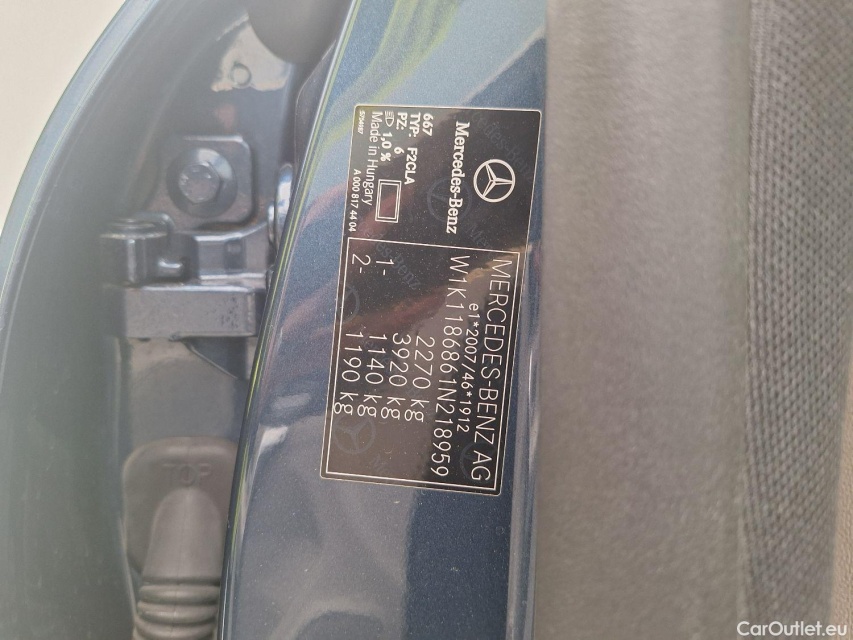 Mercedes-Benz
667
TYP: F2CLA
PZ: 6
1,0 %
Made in Hungary
A 000 817 44 04
MERCEDES-BENZ AG
e1*2007/46*1912
W1K1186861N218959
2270 kg
3920 kg
1- 1140 kg
2- 1190 kg
TOP
CarOutlet.eu